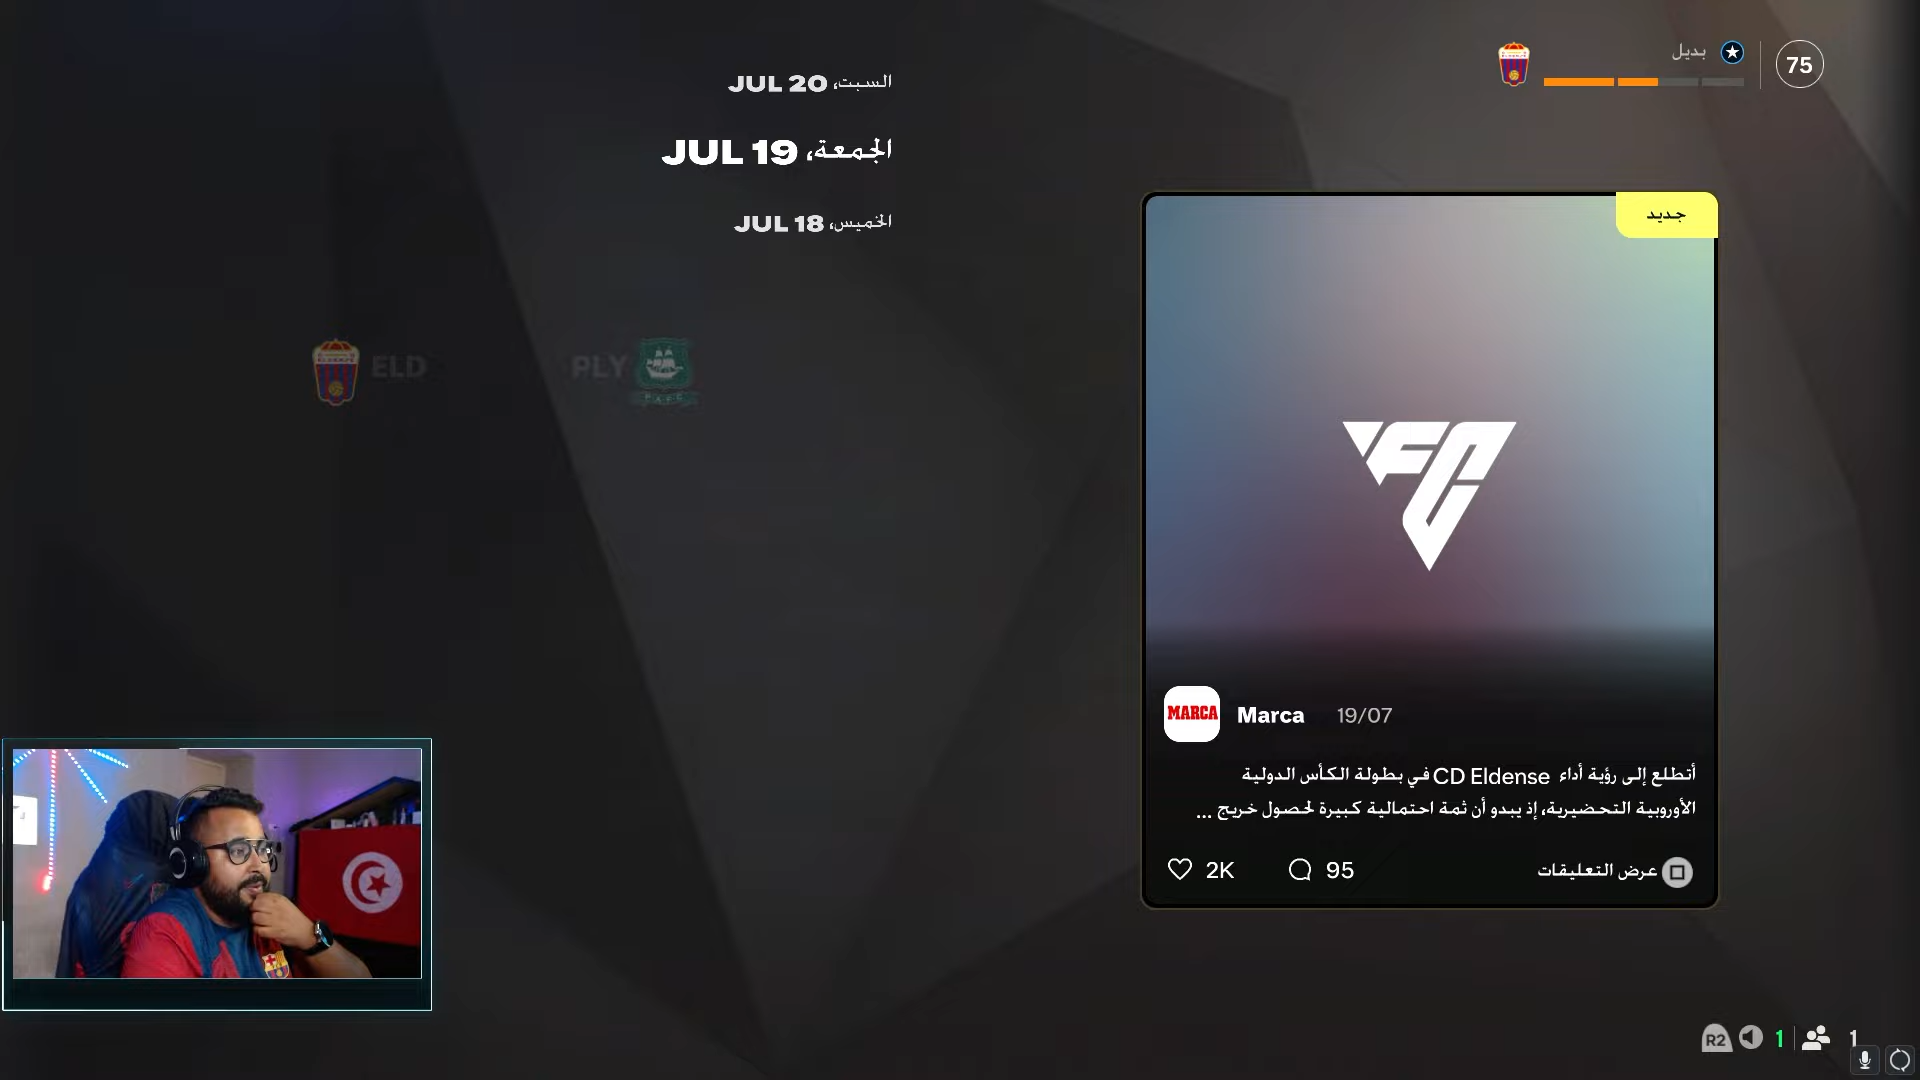 السبت، JUL 20
الجمعة، JUL 19
الخميس، JUL 18
ELD
PLY
بديل
75
جديد
MARCA
Marca
19/07
أتطلع إلى رؤية أداء CD Eldense في بطولة الكأس الدولية
الأوروبية التحضيرية، إذ يبدو أن ثمة احتمالية كبيرة لحصول خريج ...
2K
95
عرض التعليقات
R2
1
1